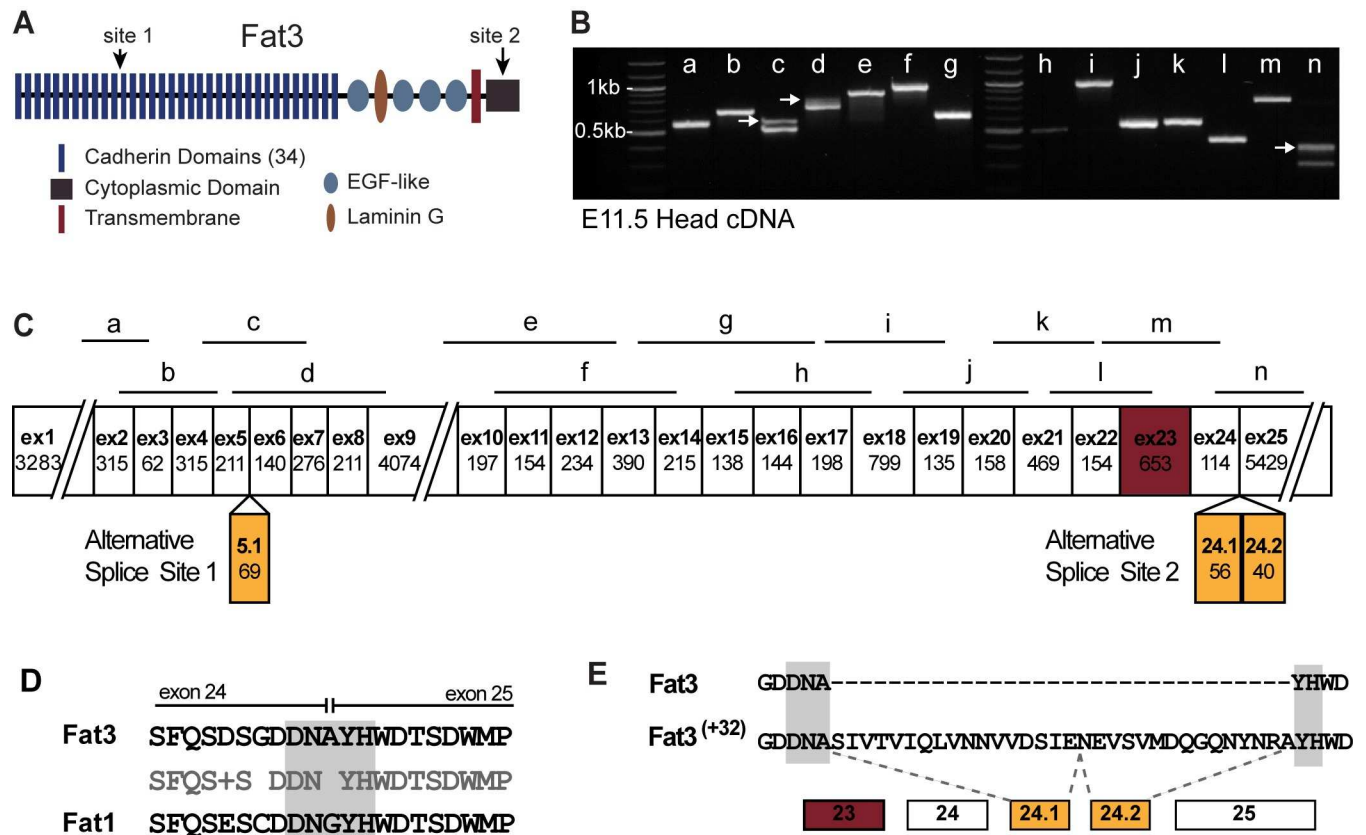 A
site 1
Fat3
site 2
Cadherin Domains (34)
Cytoplasmic Domain
Transmembrane
EGF-like
Laminin G
B
a b c d e f g h i j k l m n
1kb-
0.5kb-
E11.5 Head cDNA
C
a c e g i k m
b d f h j l n
ex1 ex2 ex3 ex4 ex5 ex6 ex7 ex8 ex9 ex10 ex11 ex12 ex13 ex14 ex15 ex16 ex17 ex18 ex19 ex20 ex21 ex22 ex23 ex24 ex25
3283 315 62 315 211 140 276 211 4074 197 154 234 390 215 138 144 198 799 135 158 469 154 653 114 5429
Alternative
Splice Site 1
5.1
69
Alternative
Splice Site 2
24.1 24.2
56 40
D
exon 24 exon 25
Fat3 SFQSDSGDDNAYHWDTSDWMP
SFQS+S DDN YHWDTSDWMP
Fat1 SFQSESCDDNGYHWDTSDWMP
E
Fat3 GDDNA----------------------------------YHWD
Fat3(+32) GDDNASIVTVIQLVNNVVDSIENEVSVMDQGQNYNRAYHWD
23 24 24.1 24.2 25